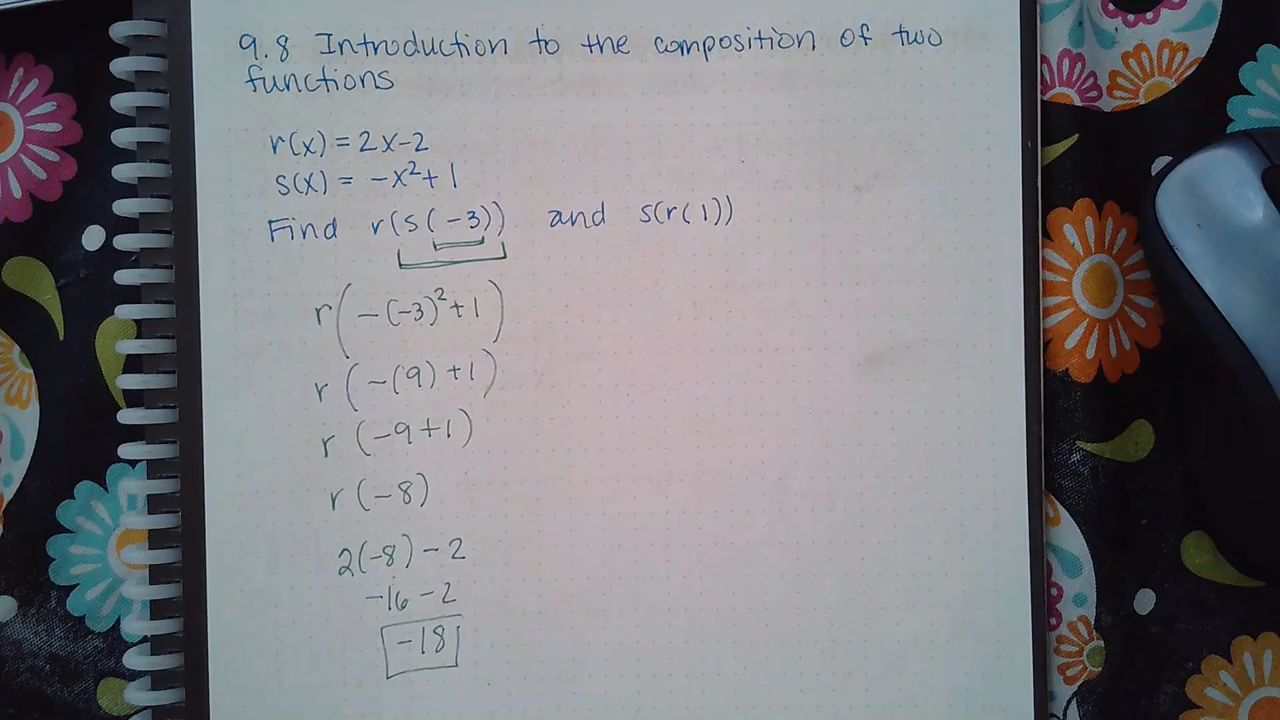 9.8 Introduction to the composition of two
functions
r(x) = 2x-2
s(x) = -x²+1
Find r(s(-3)) and s(r(1))
r(-(-3)²+1)
r(-(9)+1)
r(-9+1)
r(-8)
2(-8)-2
-16-2
-18